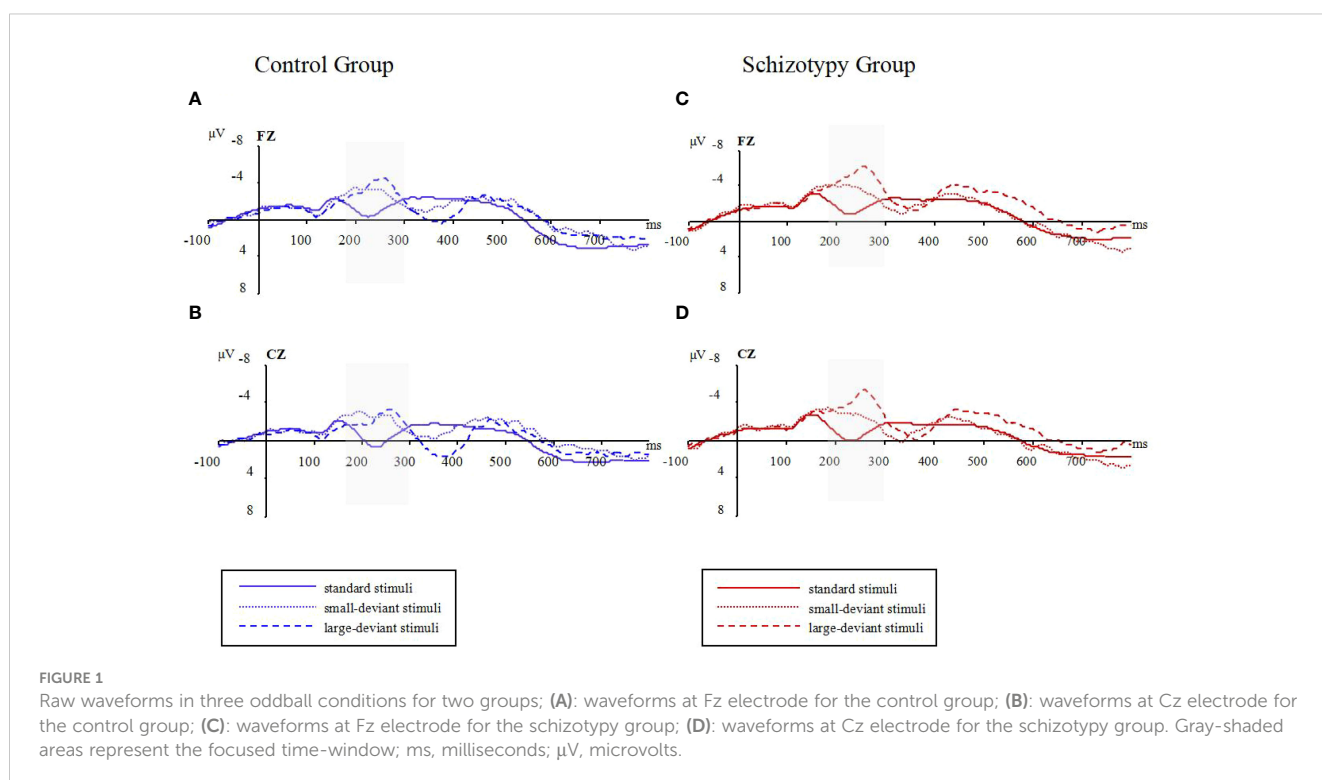 Control Group
Schizotypy Group
A
μV -8 FZ
-4
ms
-100 100 200 300 400 500 600 700
4
8
C
μV -8 FZ
-4
ms
-100 100 200 300 400 500 600 700
4
8
B
μV -8 CZ
-4
ms
-100 100 200 300 400 500 600 700
4
8
D
μV -8 CZ
-4
ms
-100 100 200 300 400 500 600 700
4
8
standard stimuli
small-deviant stimuli
large-deviant stimuli
standard stimuli
small-deviant stimuli
large-deviant stimuli
FIGURE 1
Raw waveforms in three oddball conditions for two groups; (A): waveforms at Fz electrode for the control group; (B): waveforms at Cz electrode for
the control group; (C): waveforms at Fz electrode for the schizotypy group; (D): waveforms at Cz electrode for the schizotypy group. Gray-shaded
areas represent the focused time-window; ms, milliseconds; μV, microvolts.